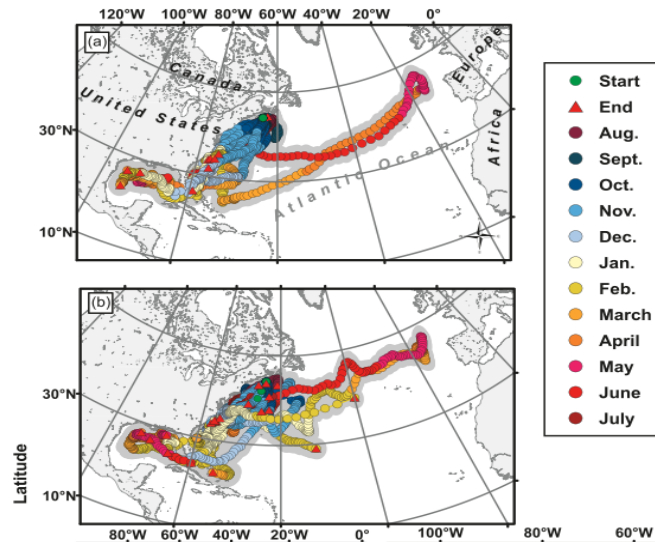 120°W 100°W 80°W 60°W 40°W 20°W 0°
(a)
Canada
Europe
United States
30°N
Africa
Atlantic Ocean
10°N
Start
End
Aug.
Sept.
Oct.
Nov.
Dec.
Jan.
Feb.
March
April
May
June
July
(b)
30°N
Latitude
10°N
80°W 60°W 40°W 20°W 0° 100°W 80°W 60°W